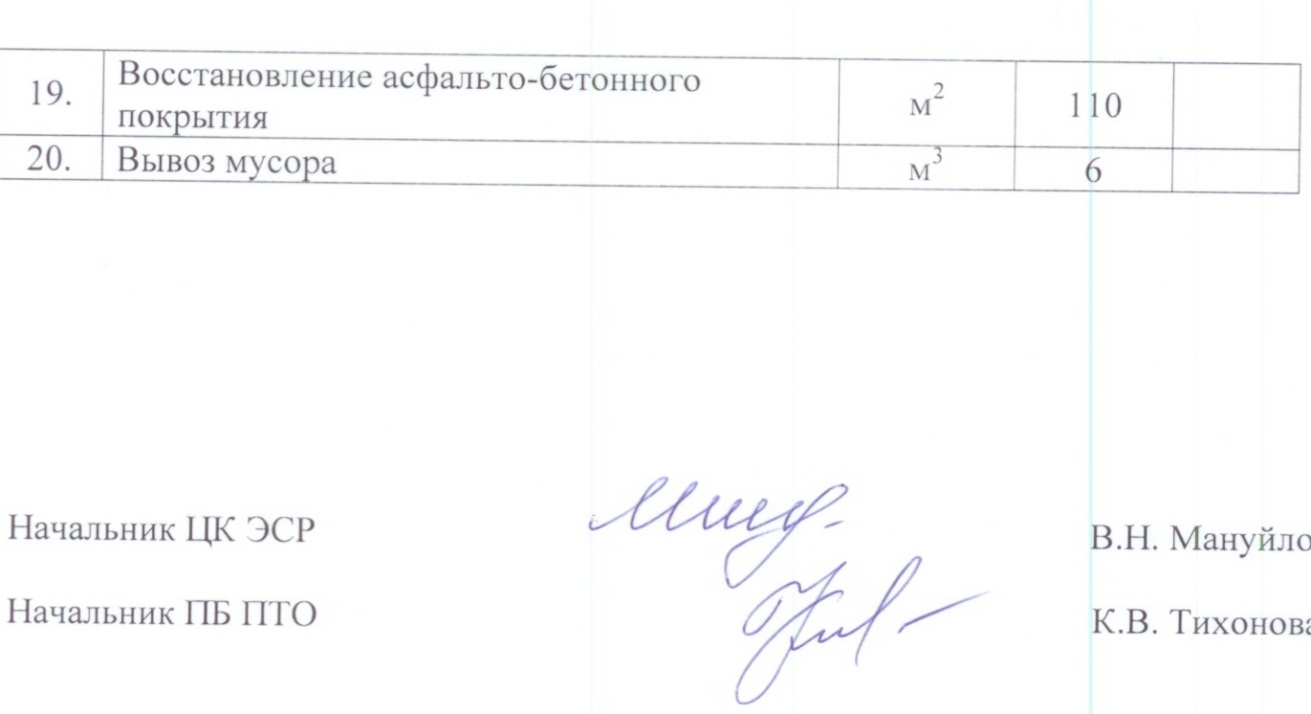 19. Восстановление асфальто-бетонного м² 110
покрытия
20. Вывоз мусора м³ 6
Начальник ЦК ЭСР В.Н. Мануйло
Начальник ПБ ПТО К.В. Тихонова